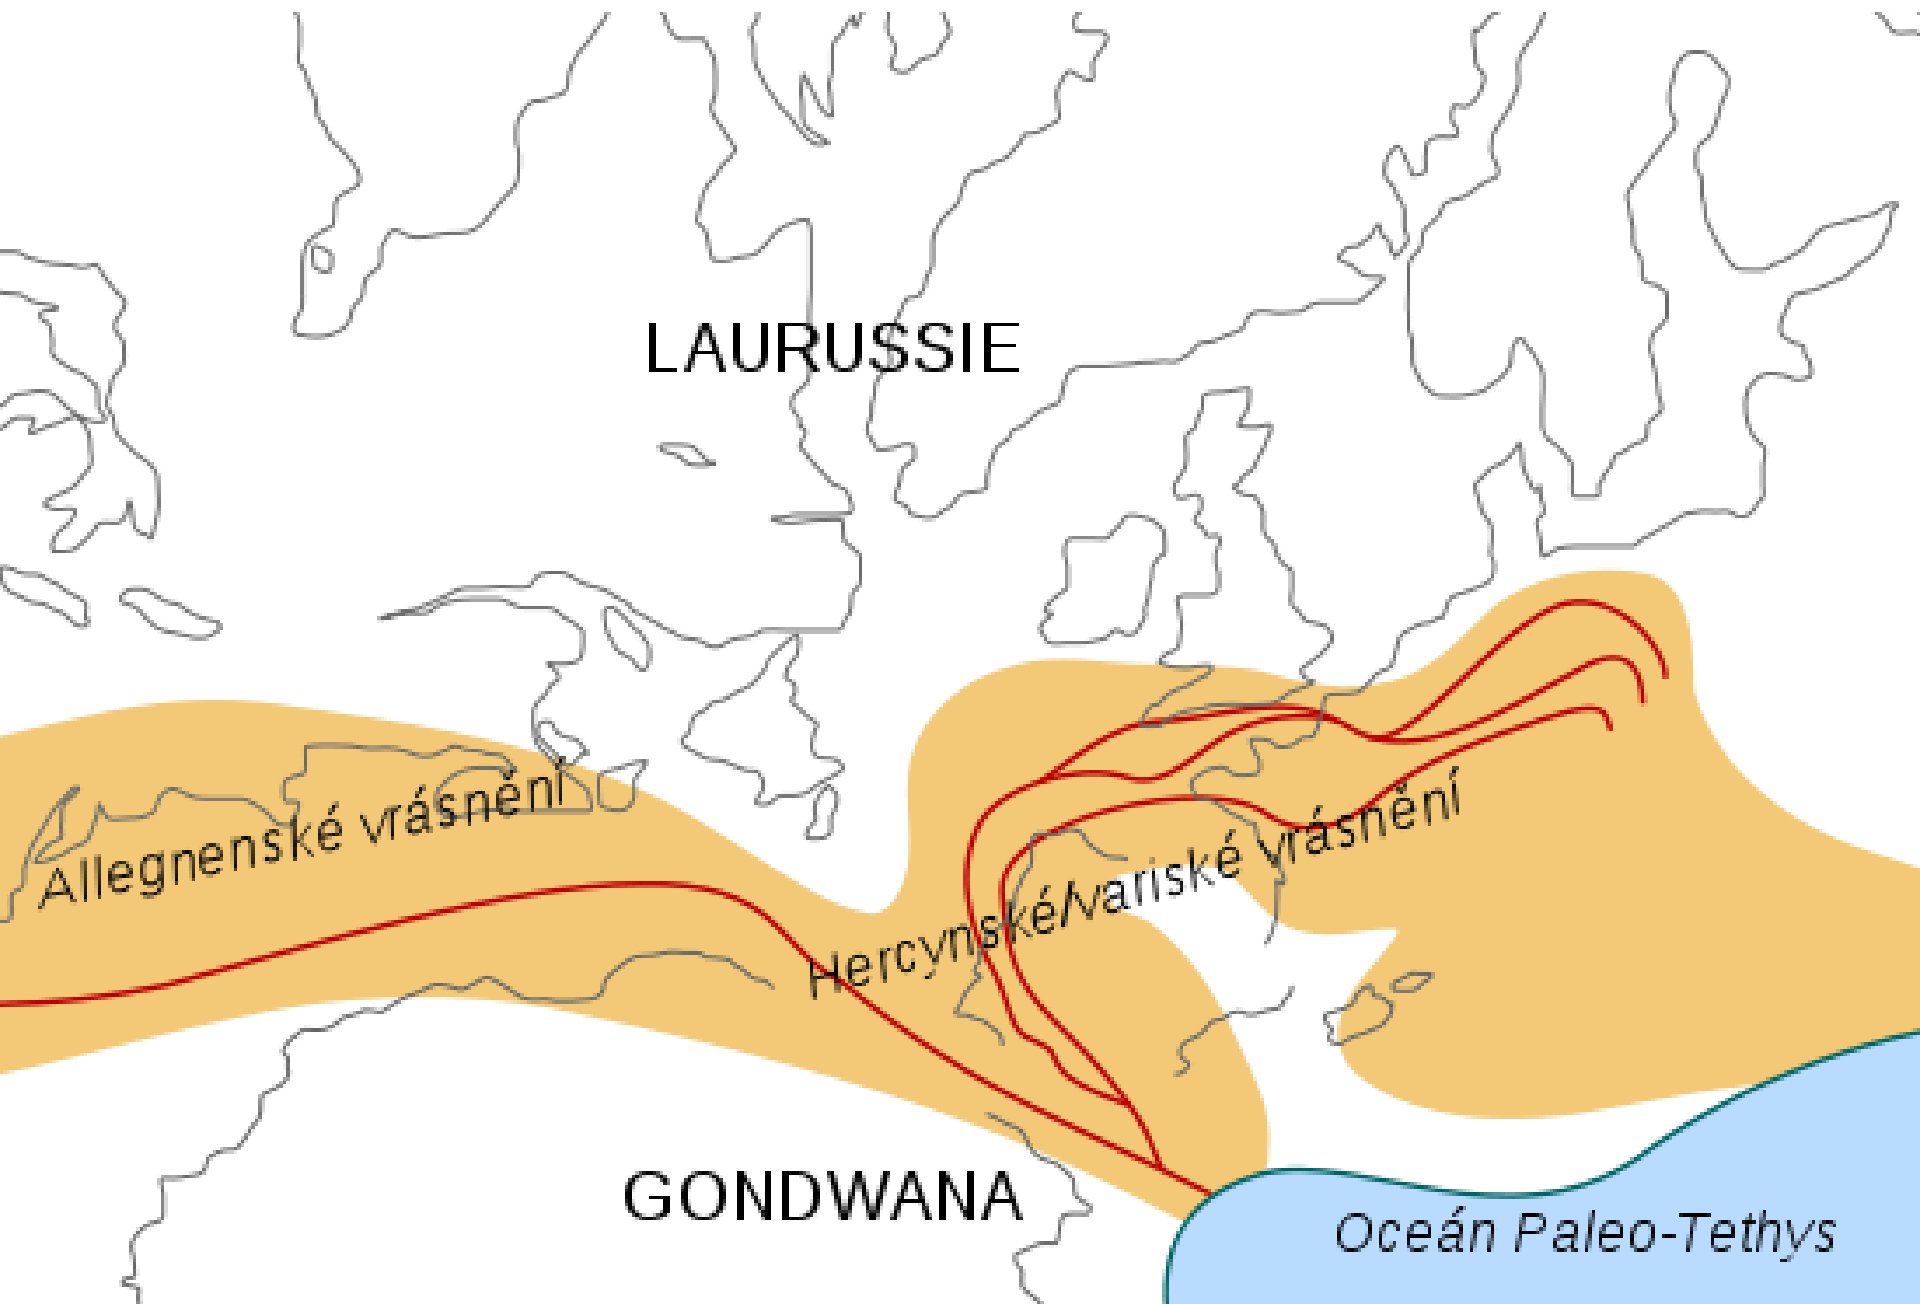 LAURUSSIE
Allegnenské vrásnění
Hercynské/variské vrásnění
GONDWANA
Oceán Paleo-Tethys